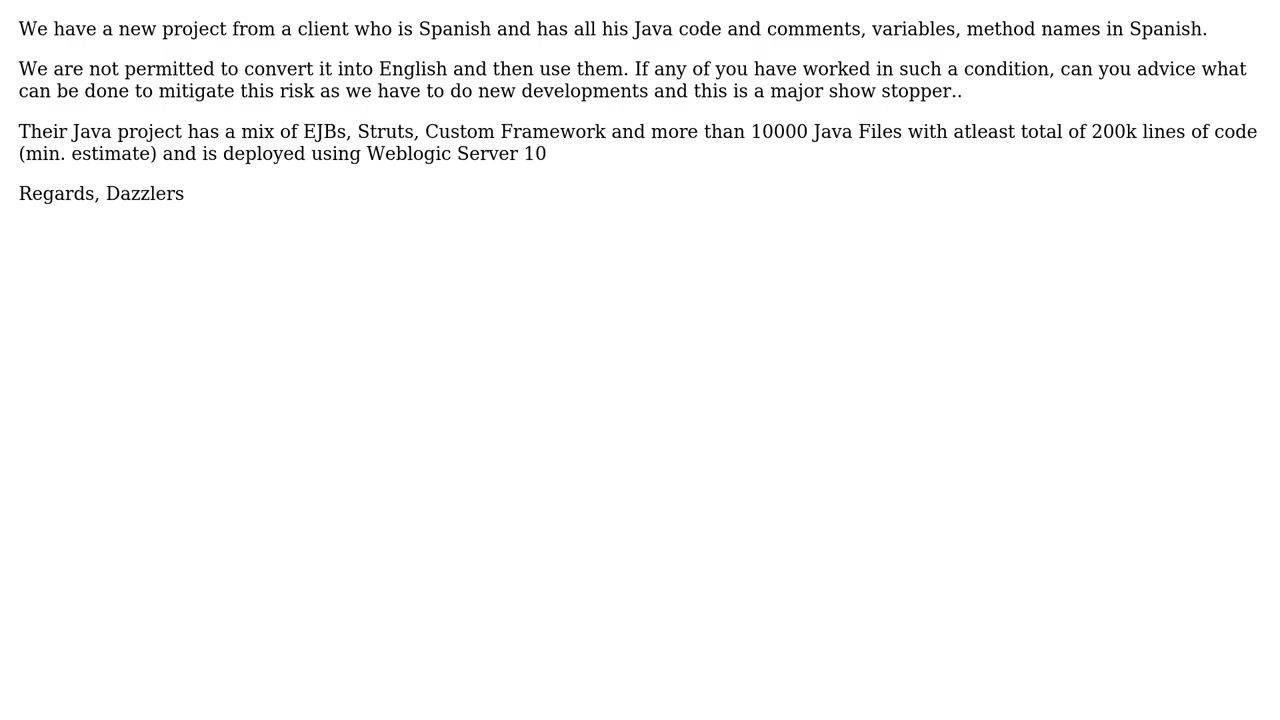 We have a new project from a client who is Spanish and has all his Java code and comments, variables, method names in Spanish.
We are not permitted to convert it into English and then use them. If any of you have worked in such a condition, can you advice what
can be done to mitigate this risk as we have to do new developments and this is a major show stopper..
Their Java project has a mix of EJBs, Struts, Custom Framework and more than 10000 Java Files with atleast total of 200k lines of code
(min. estimate) and is deployed using Weblogic Server 10
Regards, Dazzlers